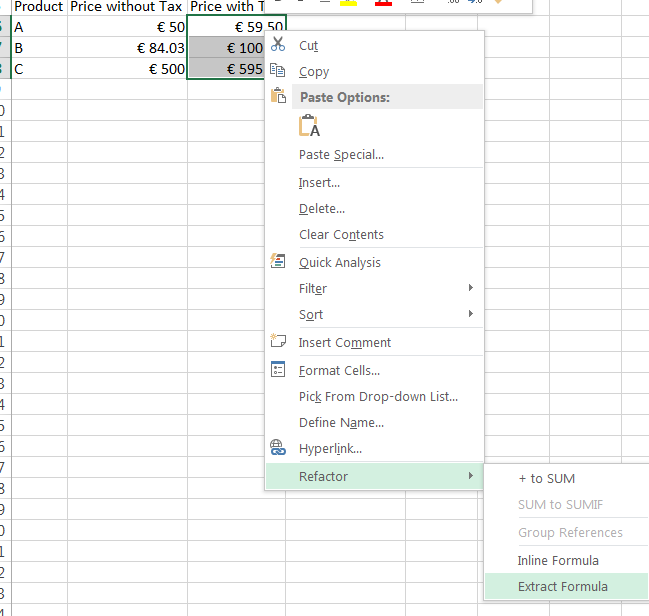 Product Price without Tax Price with T
A € 50 € 59.50
B € 84.03 € 100
C € 500 € 595
Cut
Copy
Paste Options:
A
Paste Special...
Insert...
Delete...
Clear Contents
Quick Analysis
Filter
Sort
Insert Comment
Format Cells...
Pick From Drop-down List...
Define Name...
Hyperlink...
Refactor
+ to SUM
SUM to SUMIF
Group References
Inline Formula
Extract Formula